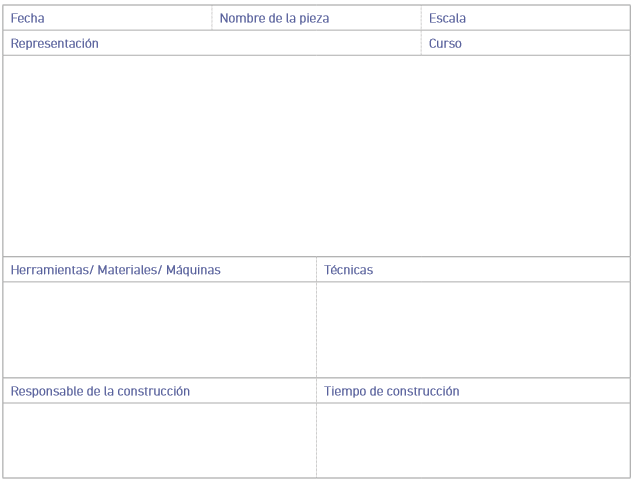 Fecha
Nombre de la pieza
Escala
Representación
Curso
Herramientas/ Materiales/ Máquinas
Técnicas
Responsable de la construcción
Tiempo de construcción